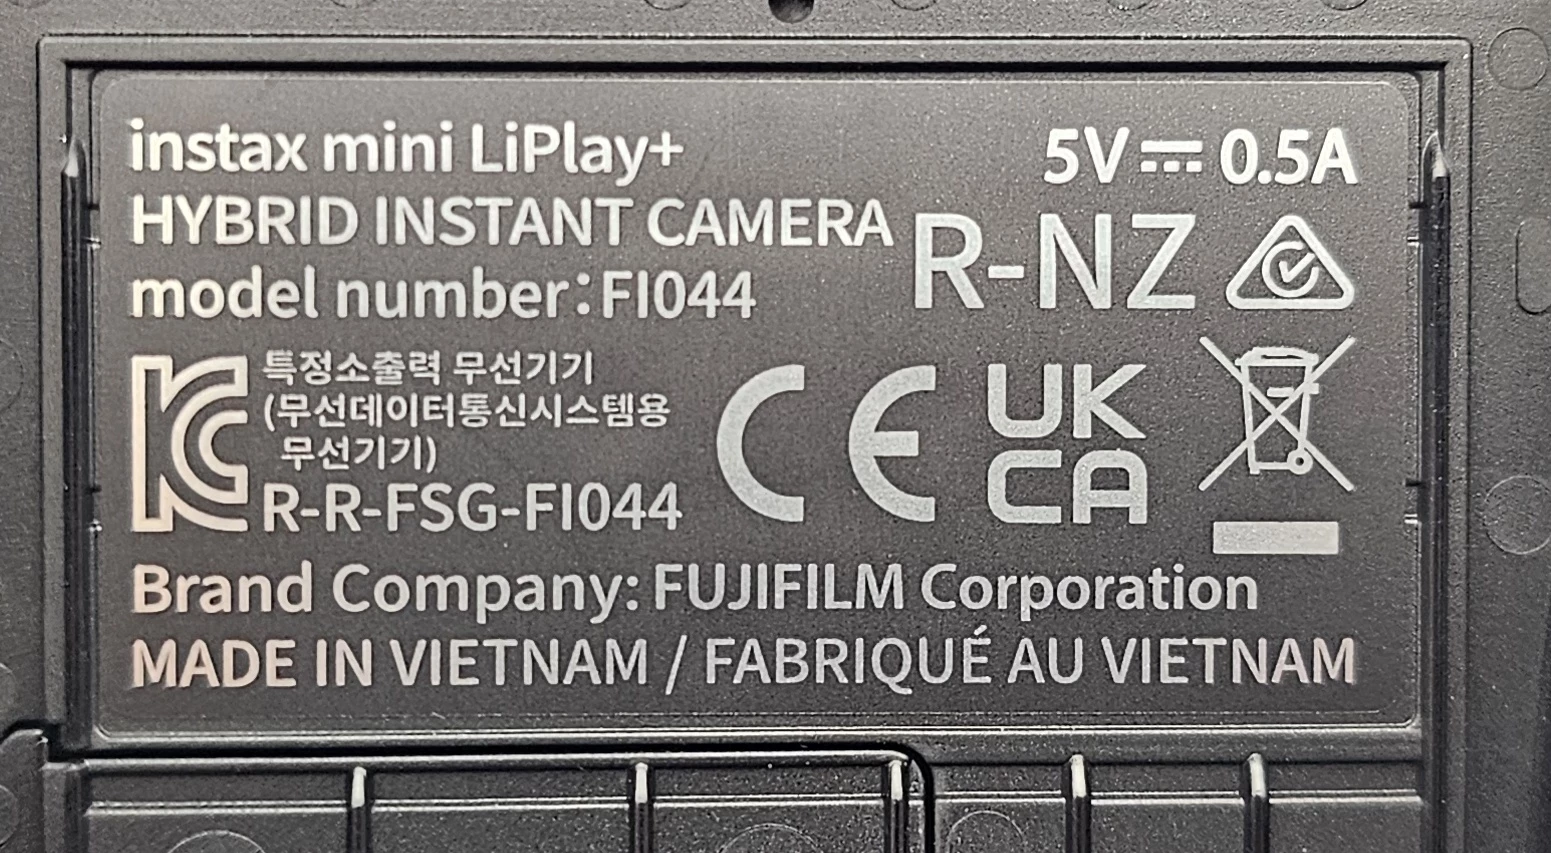 instax mini LiPlay+
5V⎓0.5A
HYBRID INSTANT CAMERA
R-NZ
model number:FI044
특정소출력 무선기기
(무선데이터통신시스템용
무선기기)
R-R-FSG-FI044
CE
UK
CA
Brand Company: FUJIFILM Corporation
MADE IN VIETNAM / FABRIQUÉ AU VIETNAM